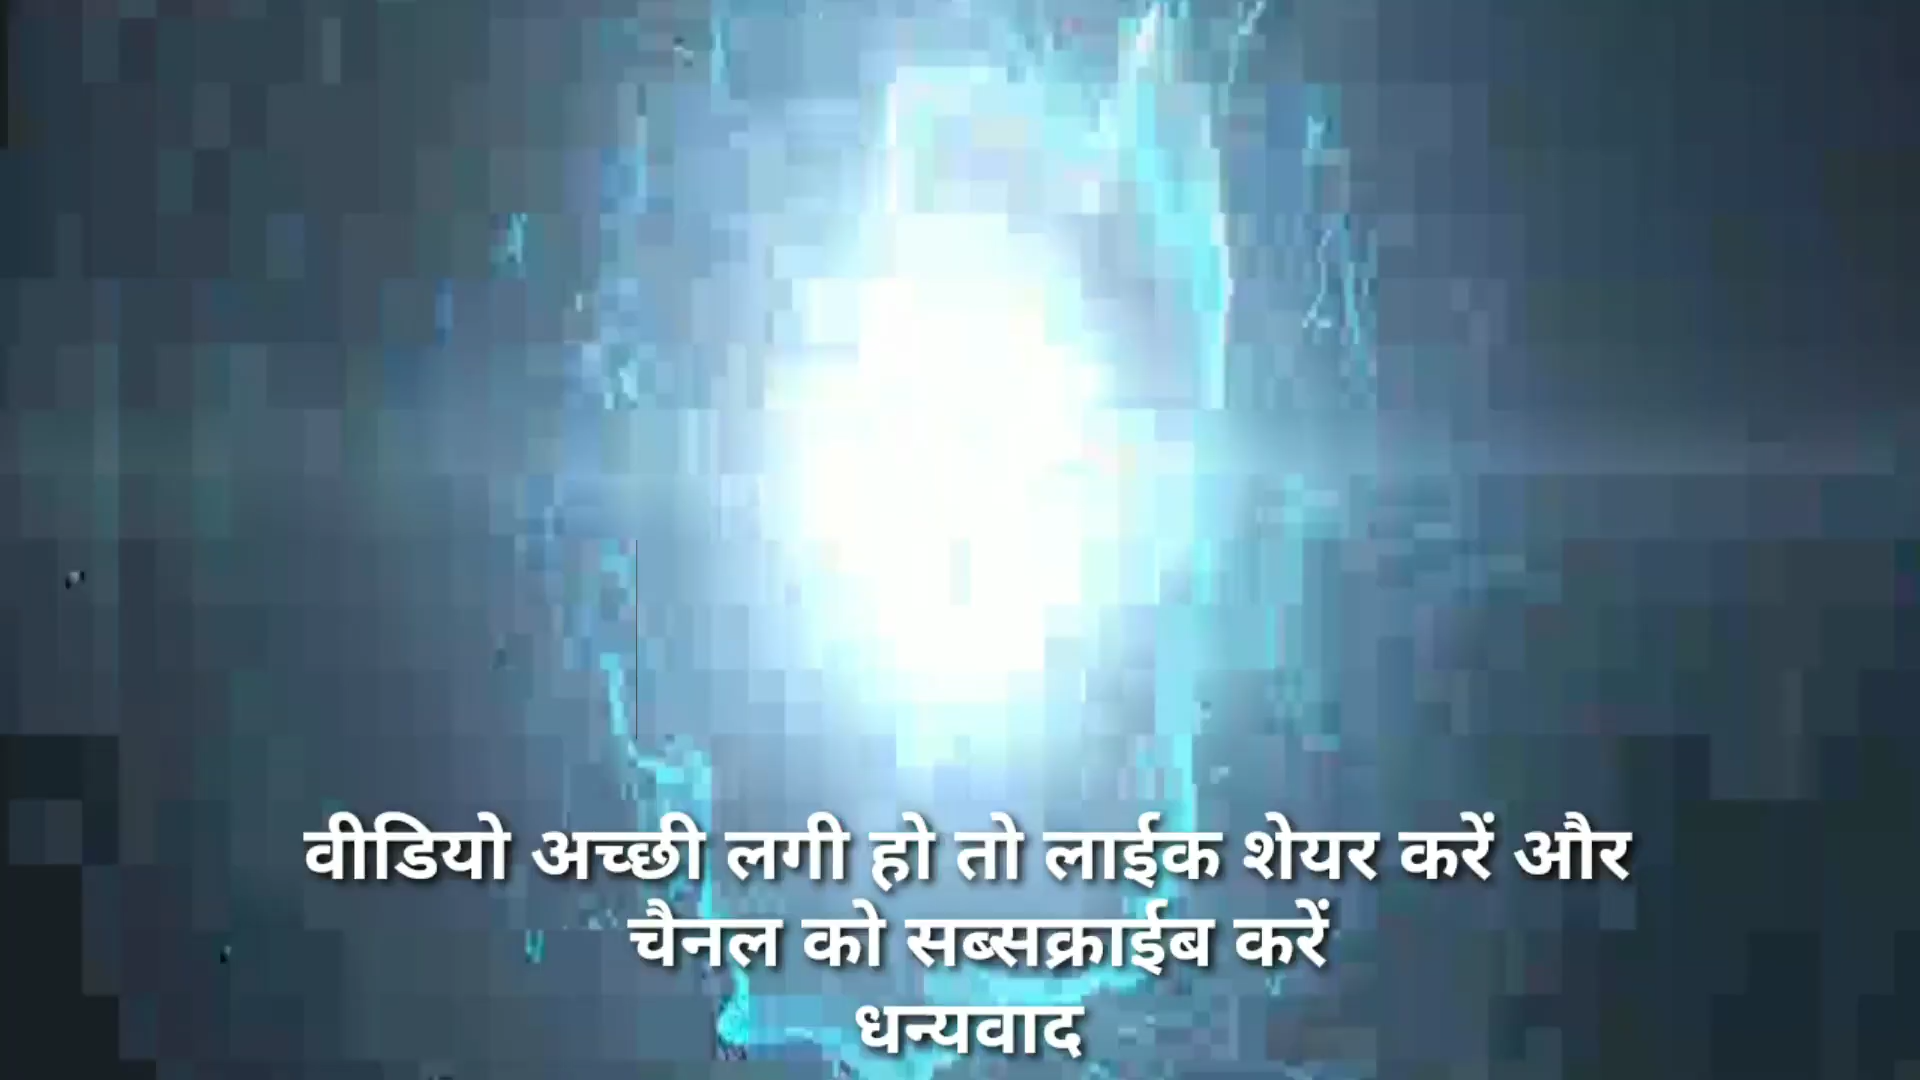 वीडियो अच्छी लगी हो तो लाईक शेयर करें और
चैनल को सब्सक्राईब करें
धन्यवाद